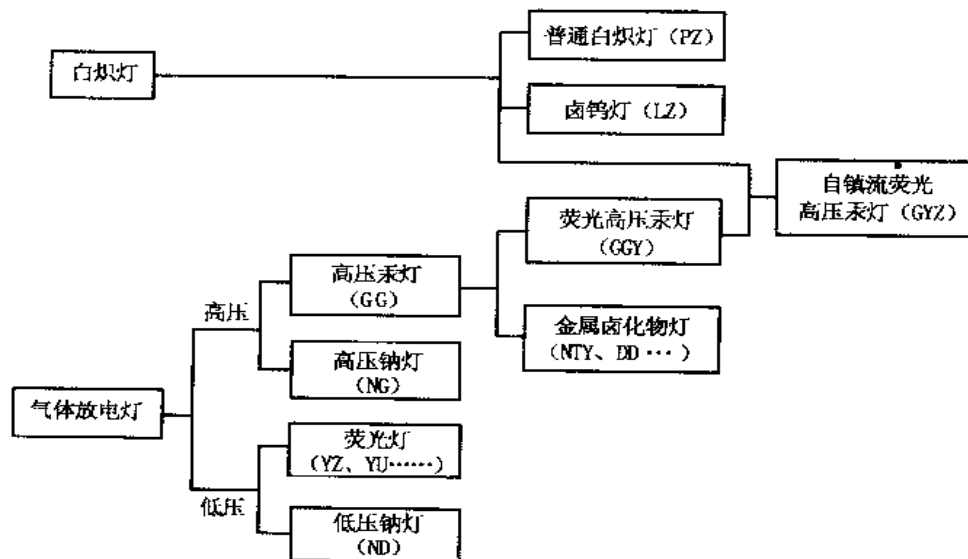 普通白炽灯（PZ）
白炽灯
卤钨灯（LZ）
自镇流荧光
高压汞灯（GYZ）
荧光高压汞灯
（GGY）
高压汞灯
（GG）
高压
金属卤化物灯
（NTY、DD…）
高压钠灯
（NG）
气体放电灯
荧光灯
（YZ、YU……）
低压
低压钠灯
（ND）